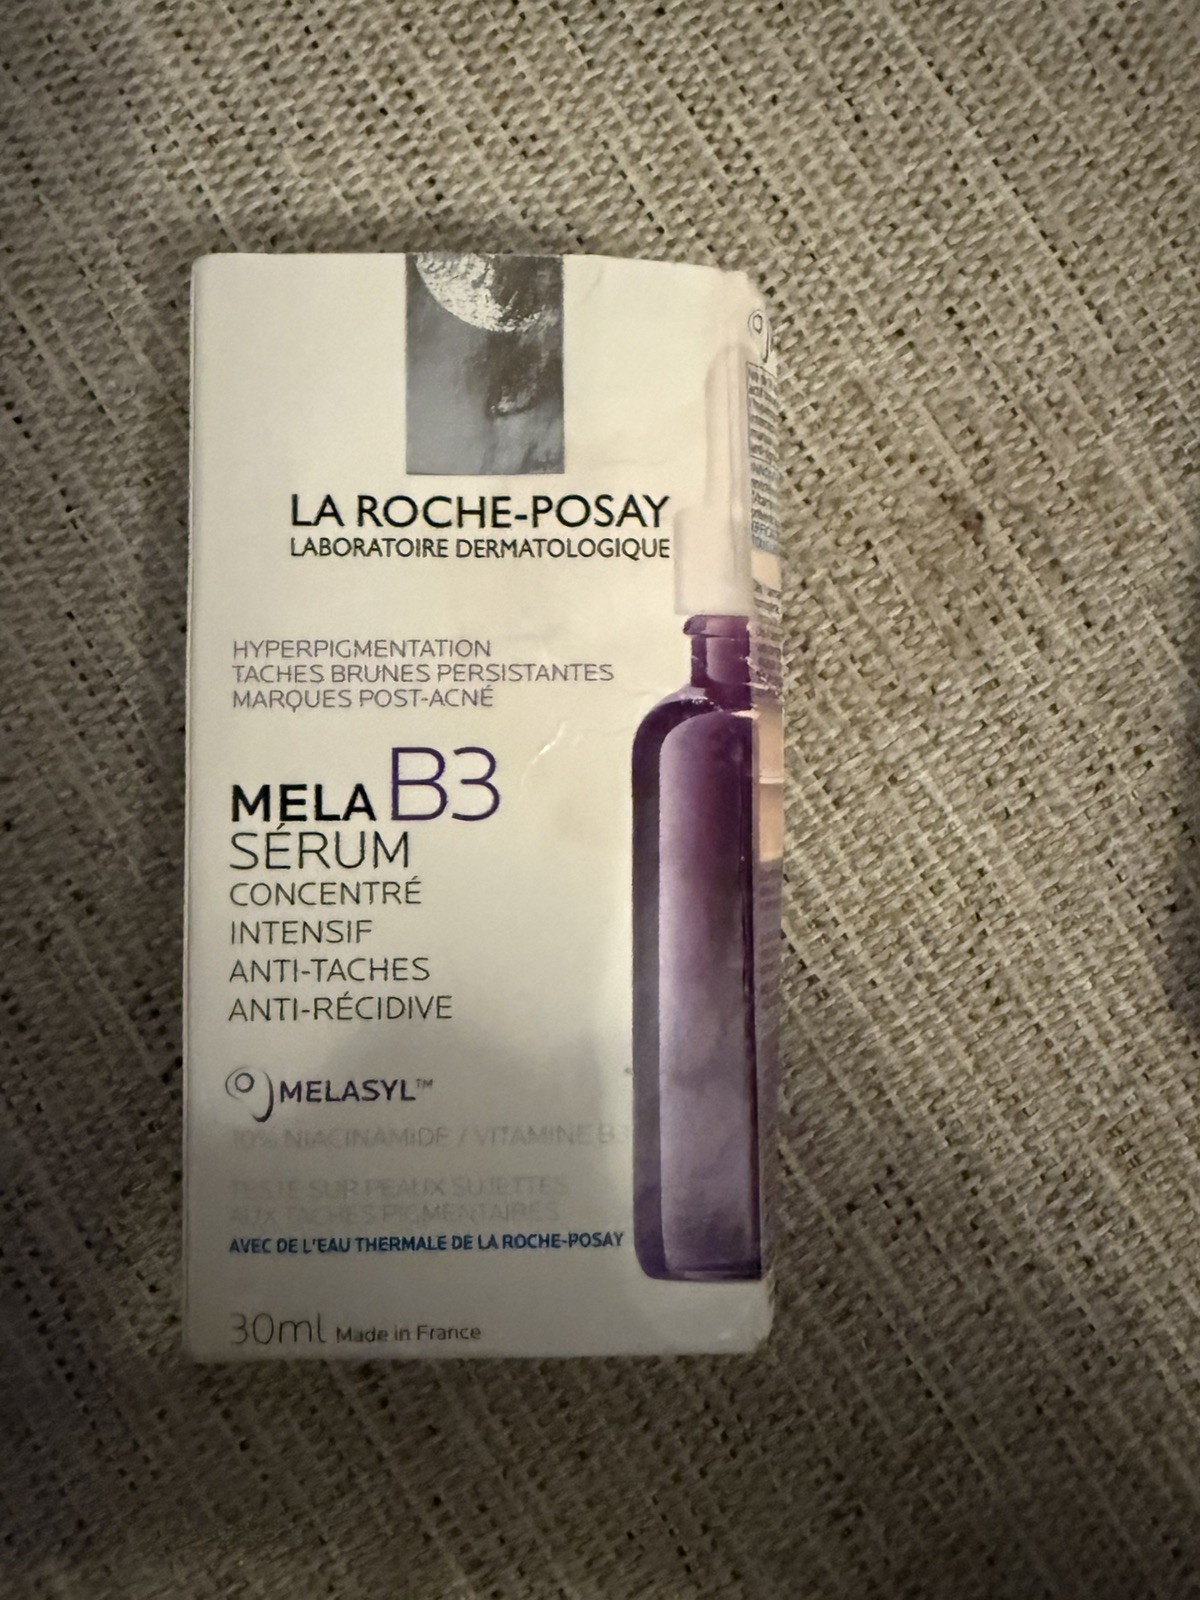 LA ROCHE-POSAY
LABORATOIRE DERMATOLOGIQUE
HYPERPIGMENTATION
TACHES BRUNES PERSISTANTES
MARQUES POST-ACNÉ
MELA B3
SÉRUM
CONCENTRÉ
INTENSIF
ANTI-TACHES
ANTI-RÉCIDIVE
MELASYL™
10% NIACINAMIDE / VITAMINE B3
TESTÉ SUR PEAUX SUJETTES
AUX TACHES PIGMENTAIRES
AVEC DE L'EAU THERMALE DE LA ROCHE-POSAY
30ml Made in France